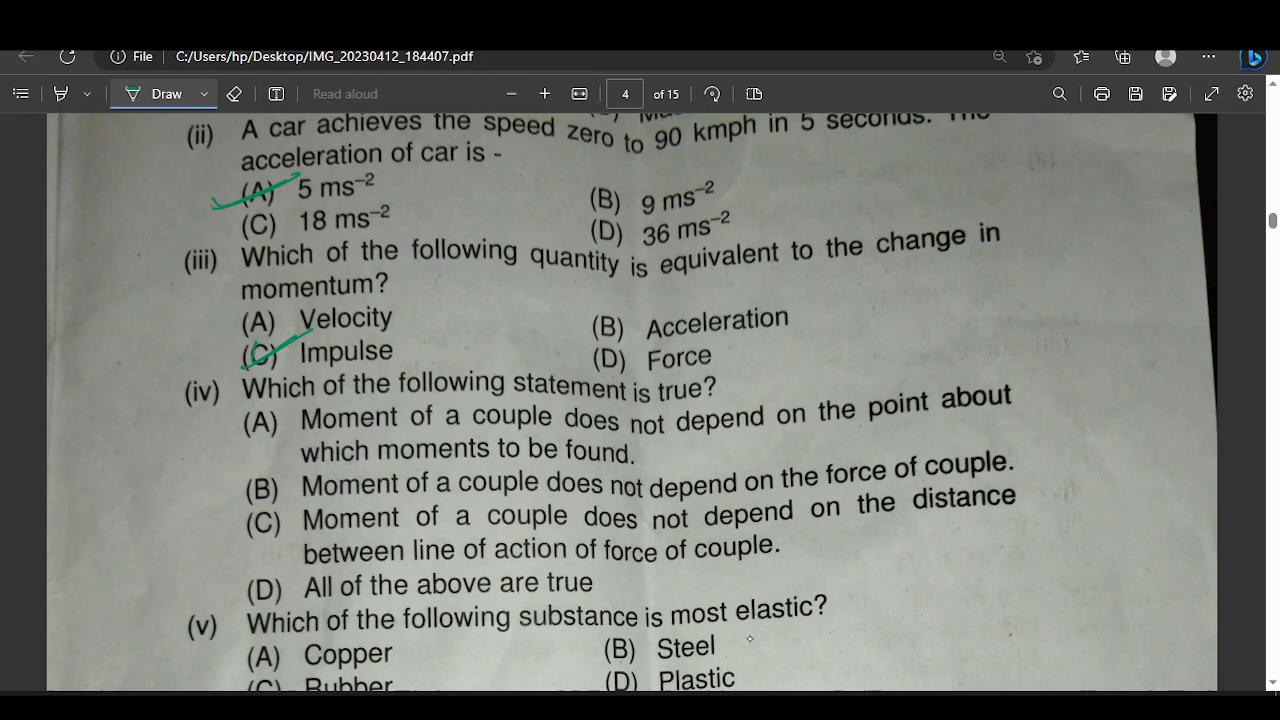 File C:/Users/hp/Desktop/IMG_20230412_184407.pdf
Draw Read aloud 4 of 15
(ii) A car achieves the speed zero to 90 kmph in 5 seconds. The
acceleration of car is -
(A) 5 ms⁻²
(B) 9 ms⁻²
(C) 18 ms⁻²
(D) 36 ms⁻²
(iii) Which of the following quantity is equivalent to the change in
momentum?
(A) Velocity
(B) Acceleration
(C) Impulse
(D) Force
(iv) Which of the following statement is true?
(A) Moment of a couple does not depend on the point about
which moments to be found.
(B) Moment of a couple does not depend on the force of couple.
(C) Moment of a couple does not depend on the distance
between line of action of force of couple.
(D) All of the above are true
(v) Which of the following substance is most elastic?
(A) Copper
(B) Steel
(C) Rubber
(D) Plastic